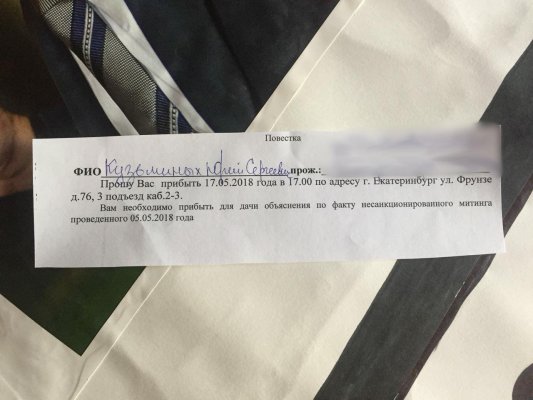 Повестка
ФИО Кузьминых Юрий Сергеевич прож.:
Прошу Вас прибыть 17.05.2018 года в 17.00 по адресу г. Екатеринбург ул. Фрунзе
д.76, 3 подъезд каб.2-3.
Вам необходимо прибыть для дачи объяснения по факту несанкционированного митинга
проведенного 05.05.2018 года